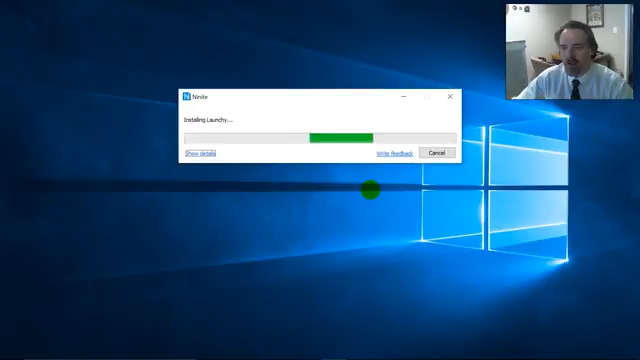 Ninite
Installing Launchy...
Show details
Write feedback
Cancel